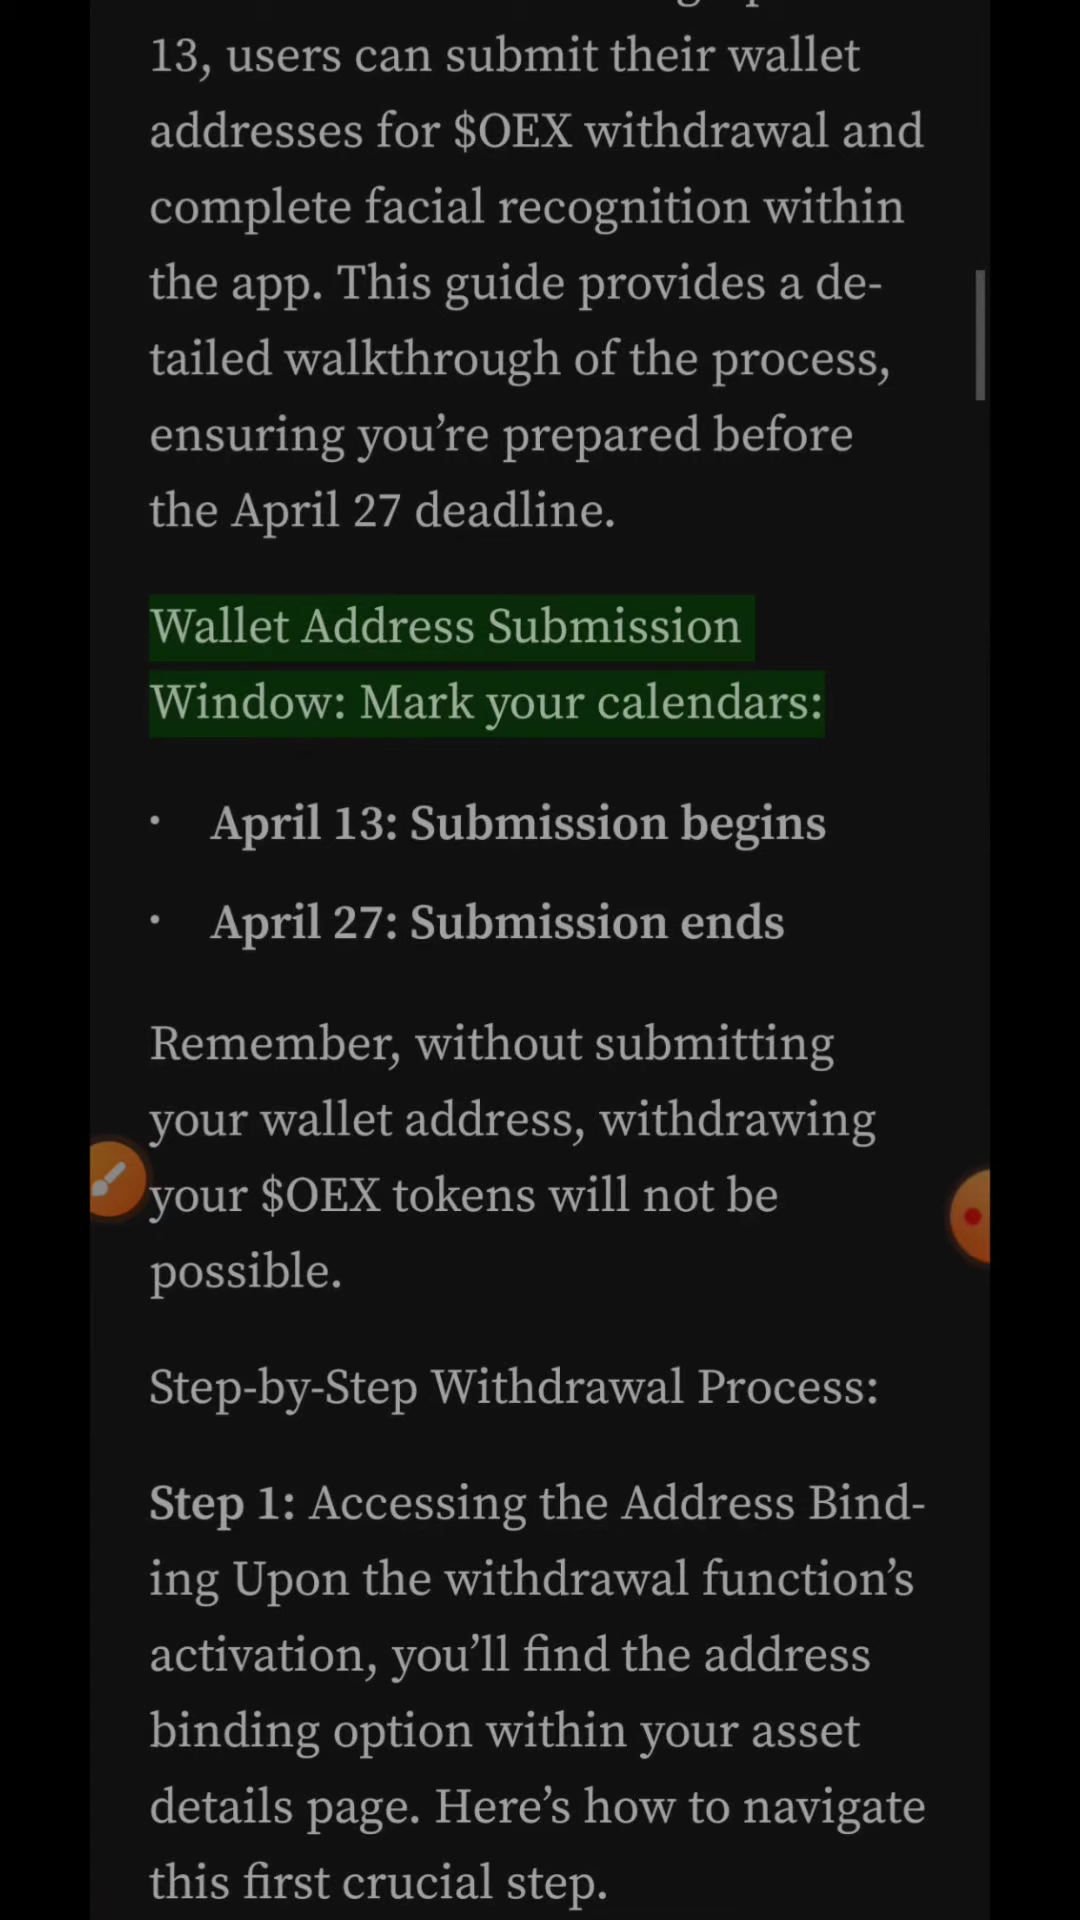 13, users can submit their wallet
addresses for $OEX withdrawal and
complete facial recognition within
the app. This guide provides a de-
tailed walkthrough of the process,
ensuring you’re prepared before
the April 27 deadline.
Wallet Address Submission
Window: Mark your calendars:
• April 13: Submission begins
• April 27: Submission ends
Remember, without submitting
your wallet address, withdrawing
your $OEX tokens will not be
possible.
Step-by-Step Withdrawal Process:
Step 1: Accessing the Address Bind-
ing Upon the withdrawal function’s
activation, you’ll find the address
binding option within your asset
details page. Here’s how to navigate
this first crucial step.